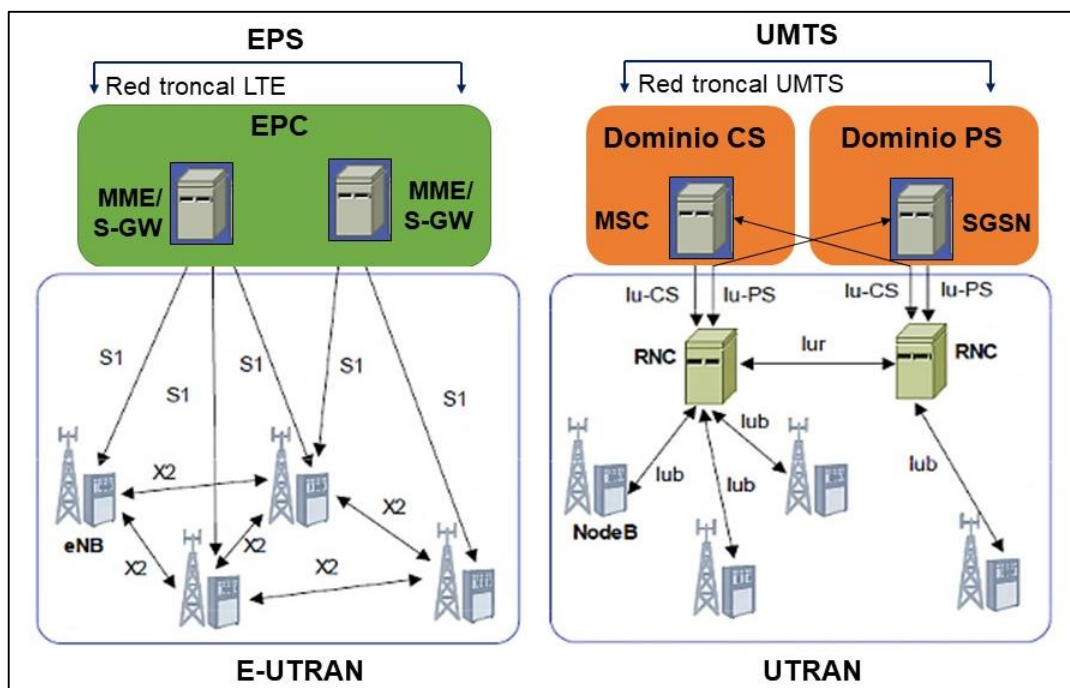 EPS
Red troncal LTE
EPC
MME/
S-GW
MME/
S-GW
S1
S1
S1
S1
S1
X2
X2
X2
X2
X2
eNB
E-UTRAN
UMTS
Red troncal UMTS
Dominio CS
Dominio PS
MSC
SGSN
Iu-CS
Iu-PS
Iu-CS
Iu-PS
RNC
Iur
RNC
Iub
Iub
Iub
Iub
NodeB
UTRAN